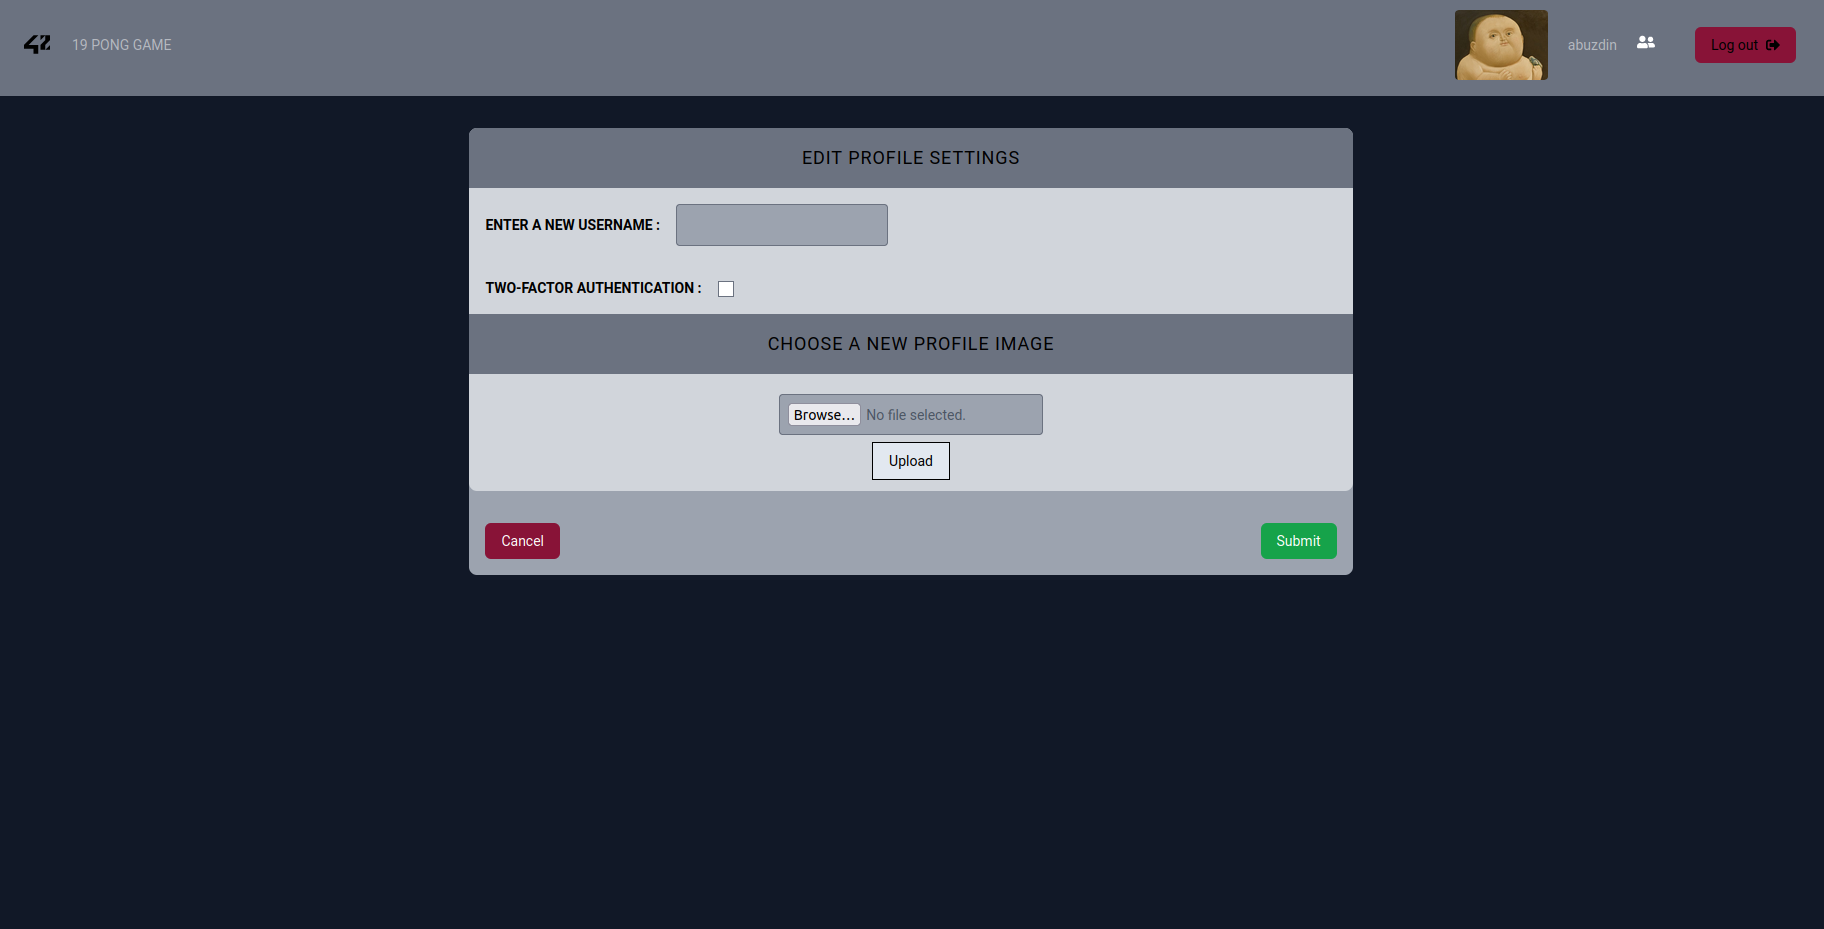 42 19 PONG GAME abuzdin Log out
EDIT PROFILE SETTINGS
ENTER A NEW USERNAME :
TWO-FACTOR AUTHENTICATION :
CHOOSE A NEW PROFILE IMAGE
Browse... No file selected.
Upload
Cancel Submit